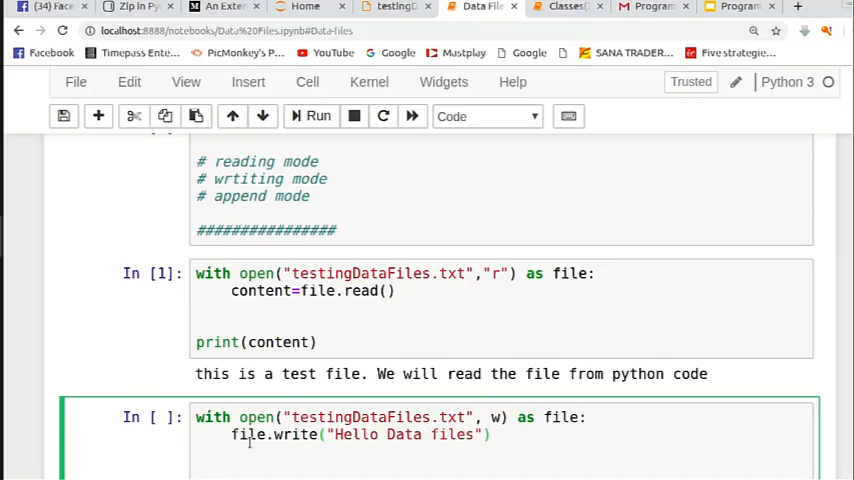 (34) Face
Zip in Py
An Exten
Home
testingD
Data File
Classes(2
Program
Program
localhost:8888/notebooks/Data%20Files.ipynb#Data-files
Facebook
Timepass Ente...
PicMonkey's P...
YouTube
Google
Mastplay
Google
SANA TRADER...
Five strategie...
File Edit View Insert Cell Kernel Widgets Help Trusted Python 3
Run Code
# reading mode
# wrtiting mode
# append mode
################
In [1]: with open("testingDataFiles.txt","r") as file:
content=file.read()
print(content)
this is a test file. We will read the file from python code
In [ ]: with open("testingDataFiles.txt", w) as file:
file.write("Hello Data files")